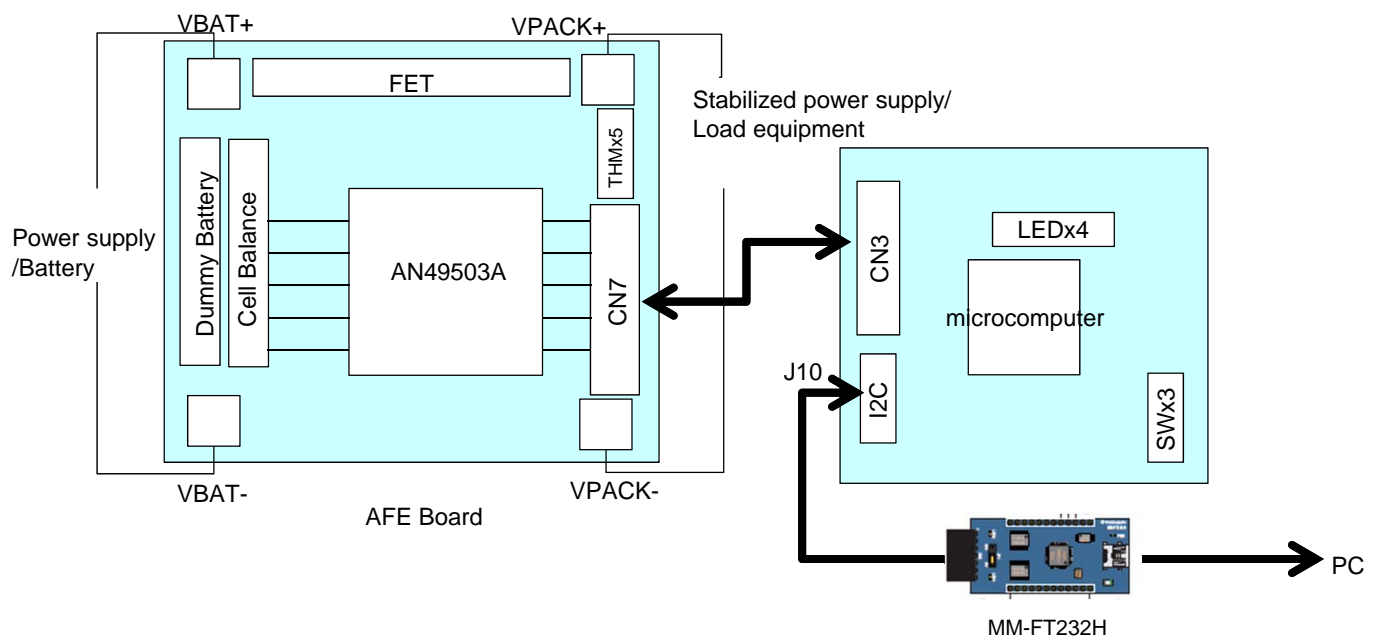 VBAT+
VPACK+
FET
Stabilized power supply/
Load equipment
THMx5
Dummy Battery
Cell Balance
Power supply
/Battery
AN49503A
CN7
CN3
LEDx4
microcomputer
J10
I2C
SWx3
VBAT-
VPACK-
AFE Board
PC
MM-FT232H